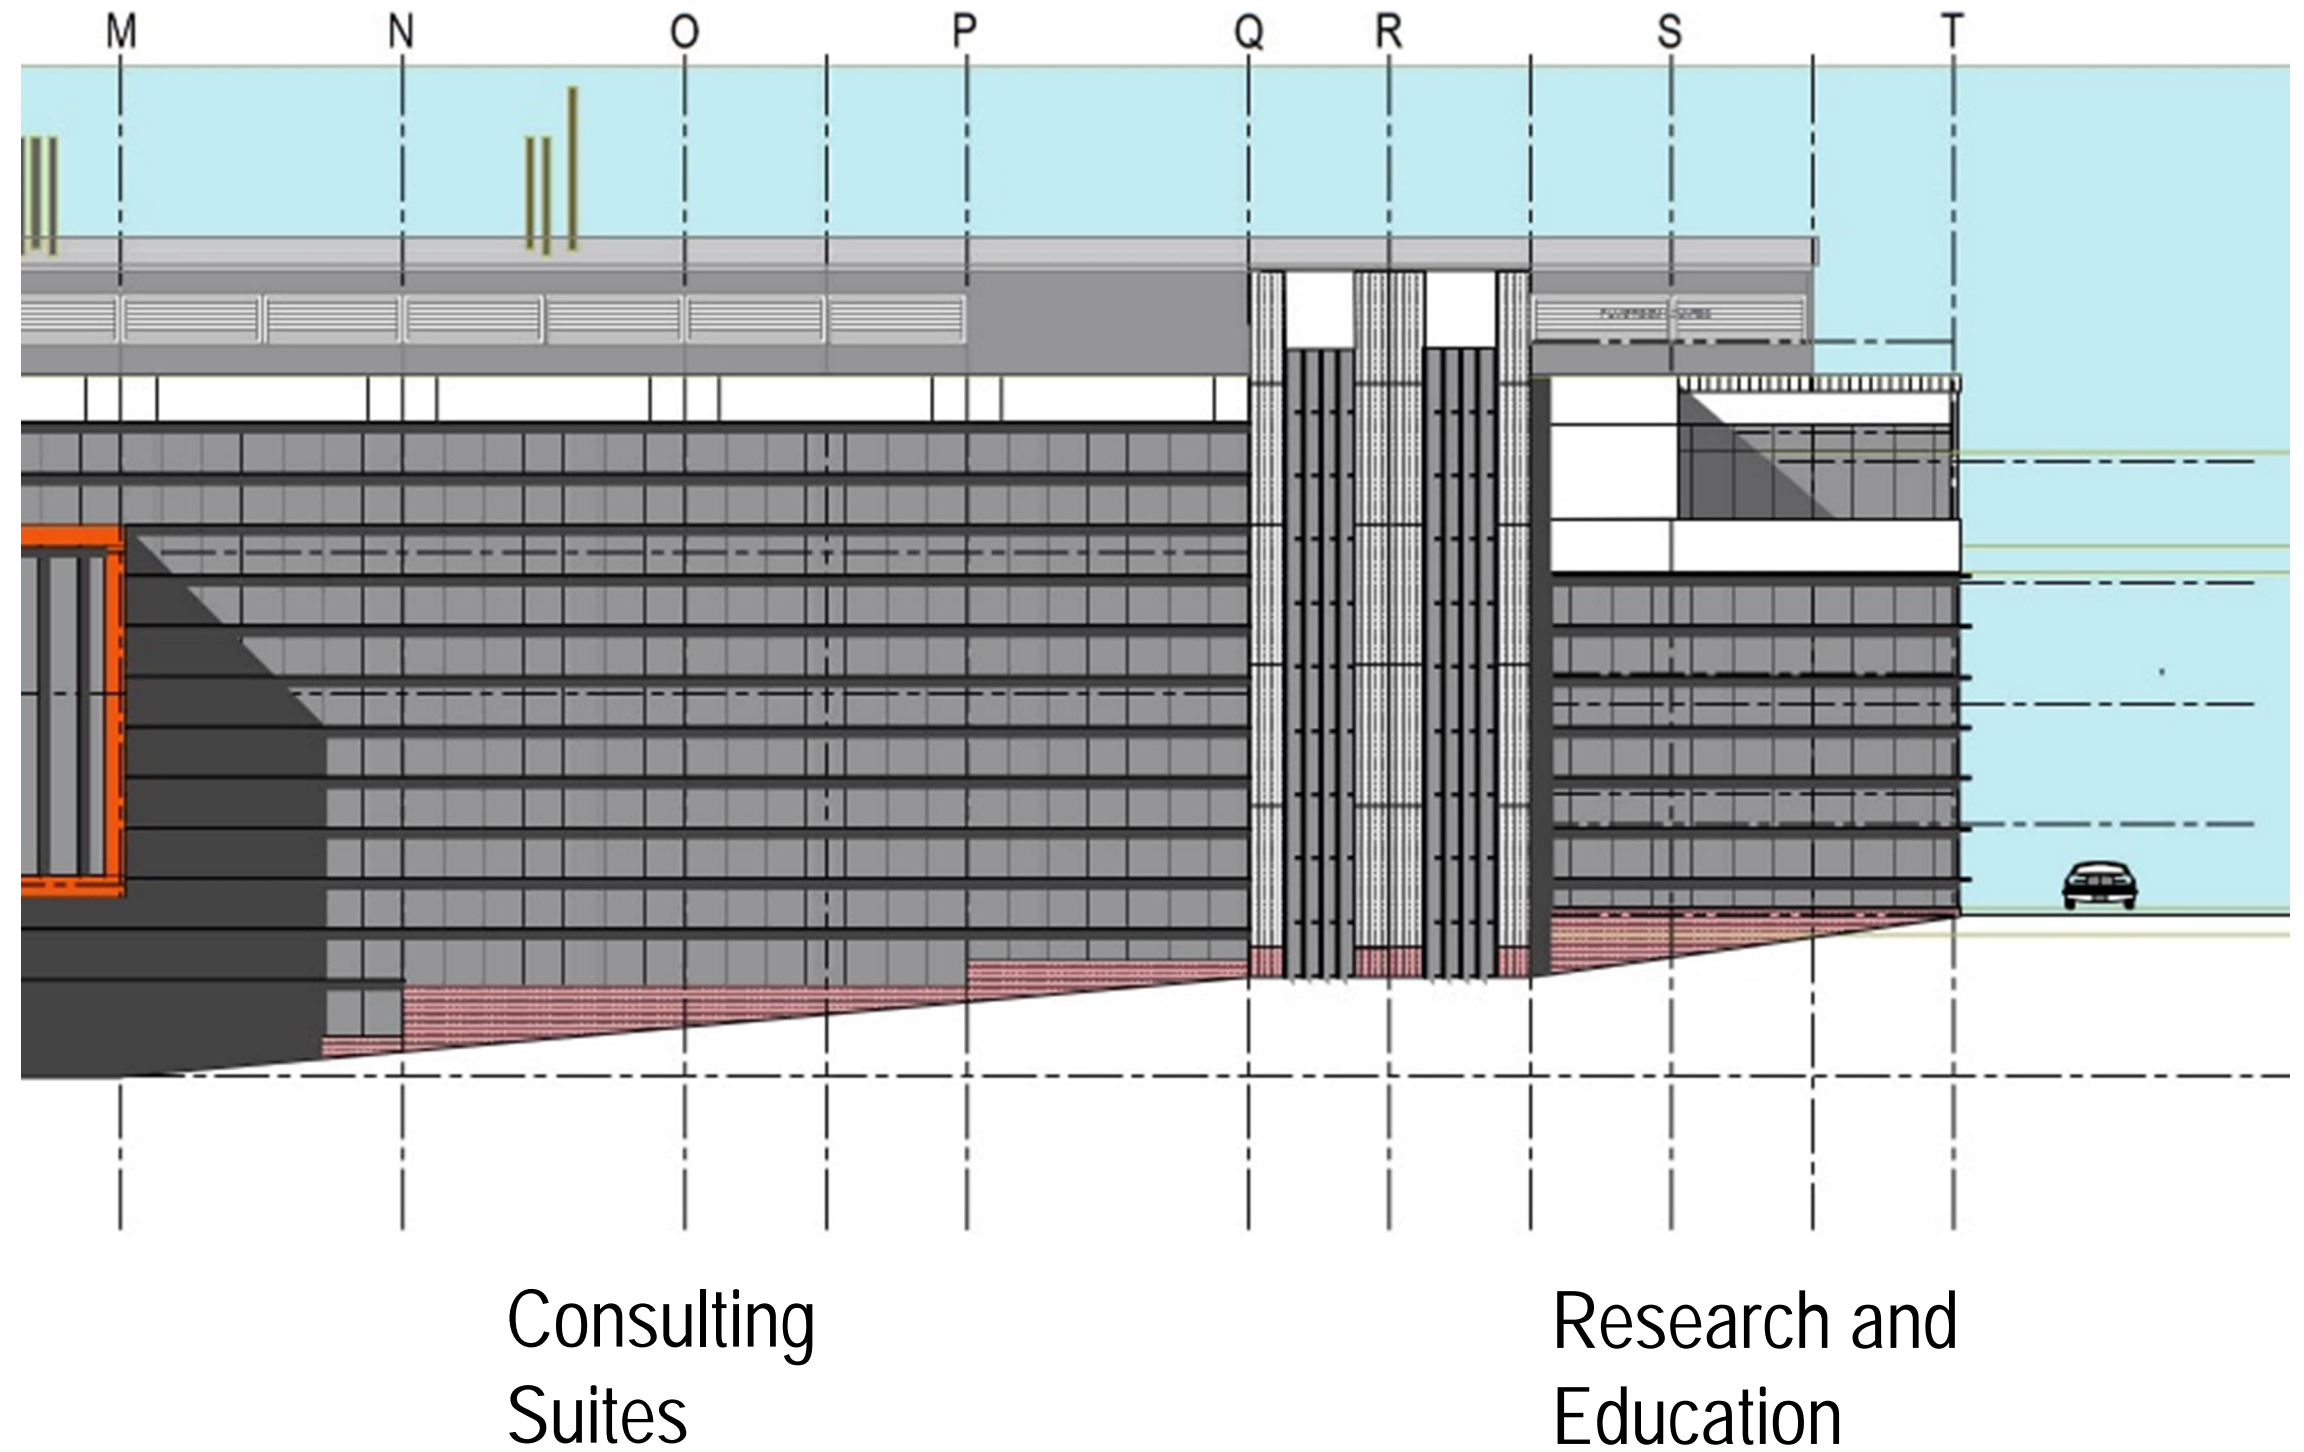 M N O P Q R S T
Consulting
Suites
Research and
Education